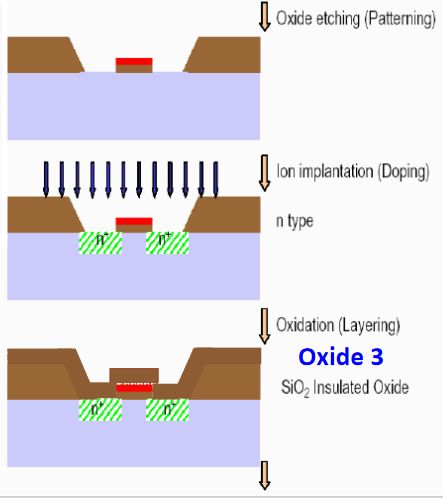 Oxide etching (Patterning)
Ion implantation (Doping)
n type
n⁺ n⁺
Oxidation (Layering)
Oxide 3
SiO₂ Insulated Oxide
n⁺ n⁺